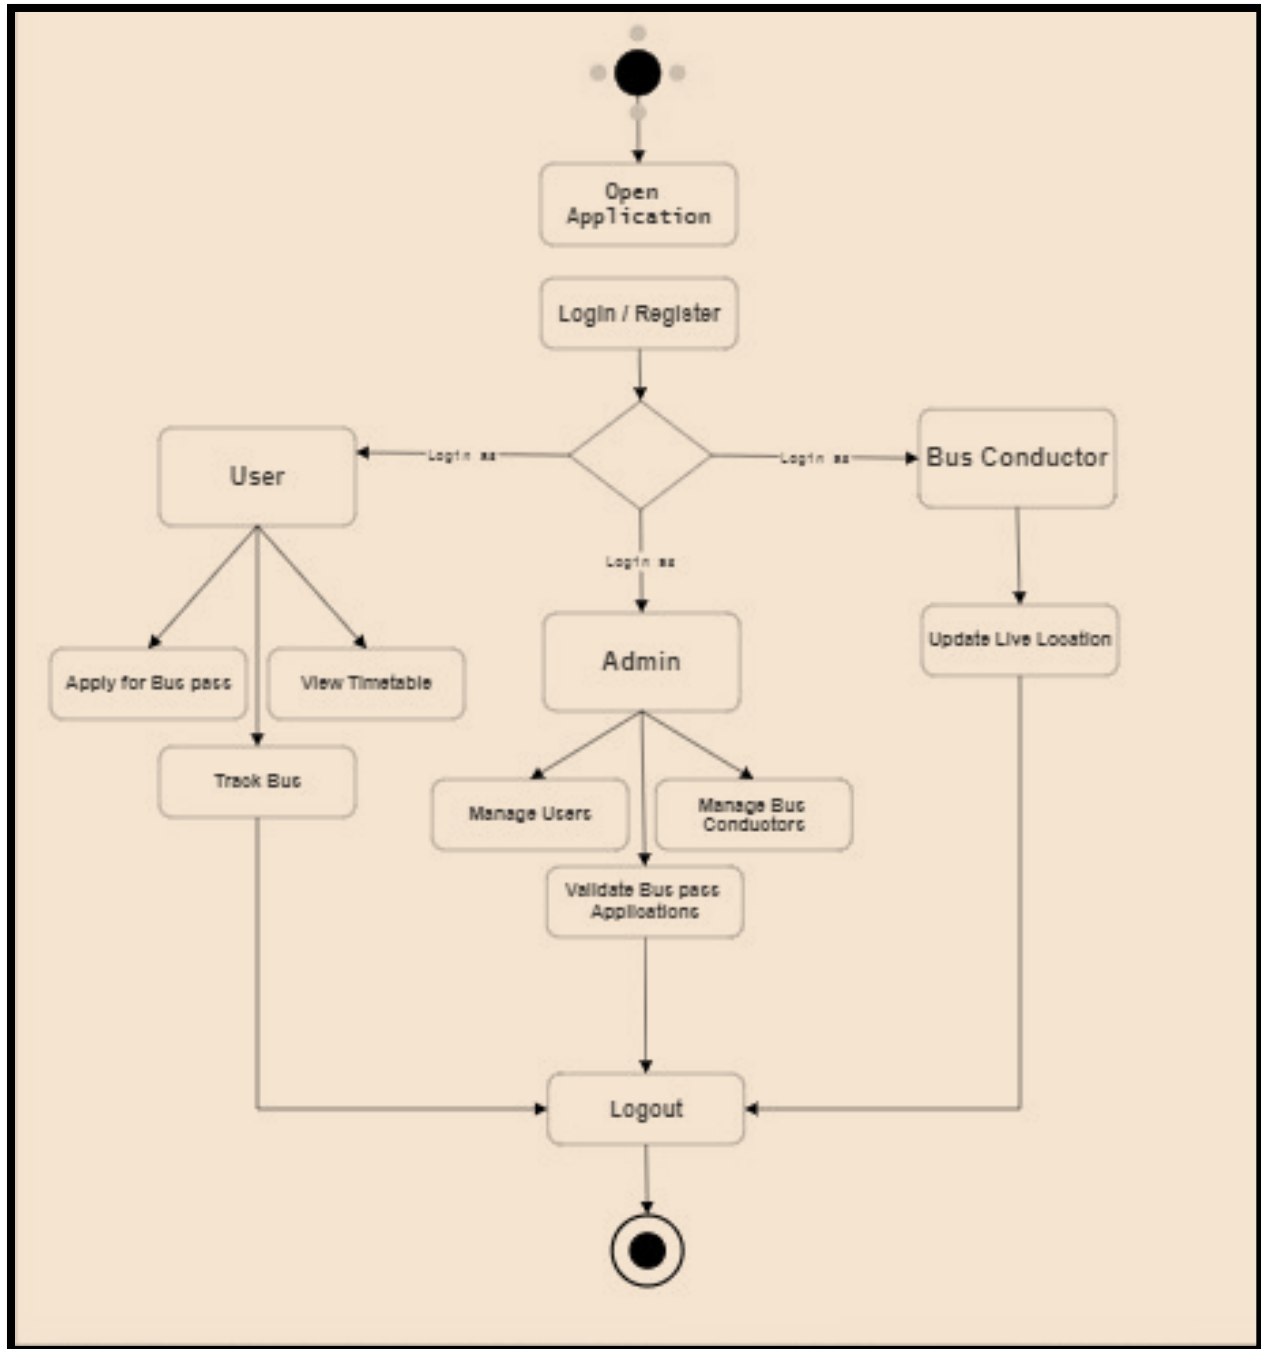 Open
Application
Login / Register
Login as
Login as
User
Bus Conductor
Login as
Update Live Location
Admin
Apply for Bus pass
View Timetable
Track Bus
Manage Users
Manage Bus
Conductors
Validate Bus pass
Applications
Logout